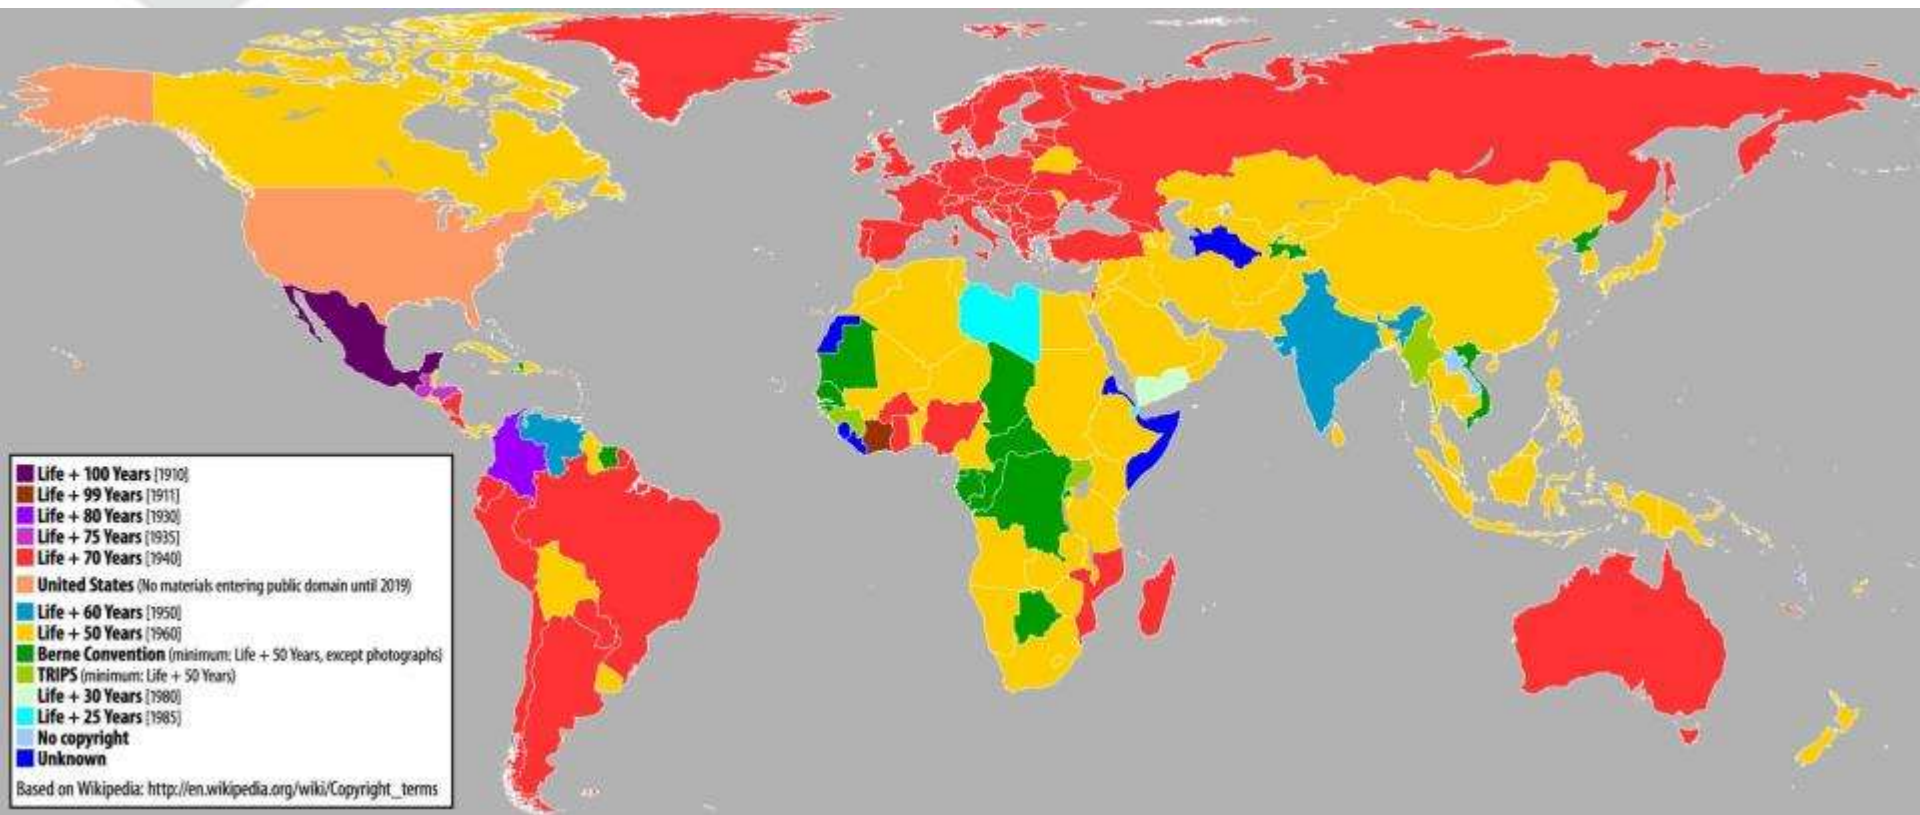 Life + 100 Years [1910]
Life + 99 Years [1911]
Life + 80 Years [1930]
Life + 75 Years [1935]
Life + 70 Years [1940]
United States (No materials entering public domain until 2019)
Life + 60 Years [1950]
Life + 50 Years [1960]
Berne Convention (minimum: Life + 50 Years, except photographs)
TRIPS (minimum: Life + 50 Years)
Life + 30 Years [1980]
Life + 25 Years [1985]
No copyright
Unknown
Based on Wikipedia: http://en.wikipedia.org/wiki/Copyright_terms